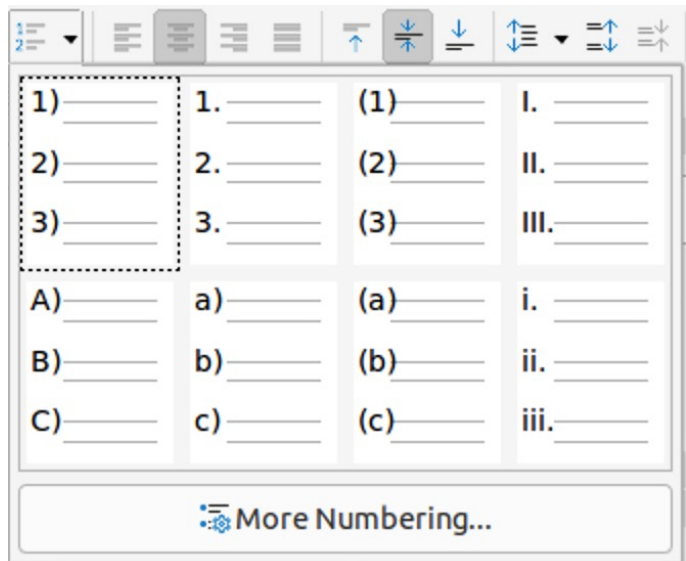 1) 1. (1) I.
2) 2. (2) II.
3) 3. (3) III.
A) a) (a) i.
B) b) (b) ii.
C) c) (c) iii.
More Numbering...